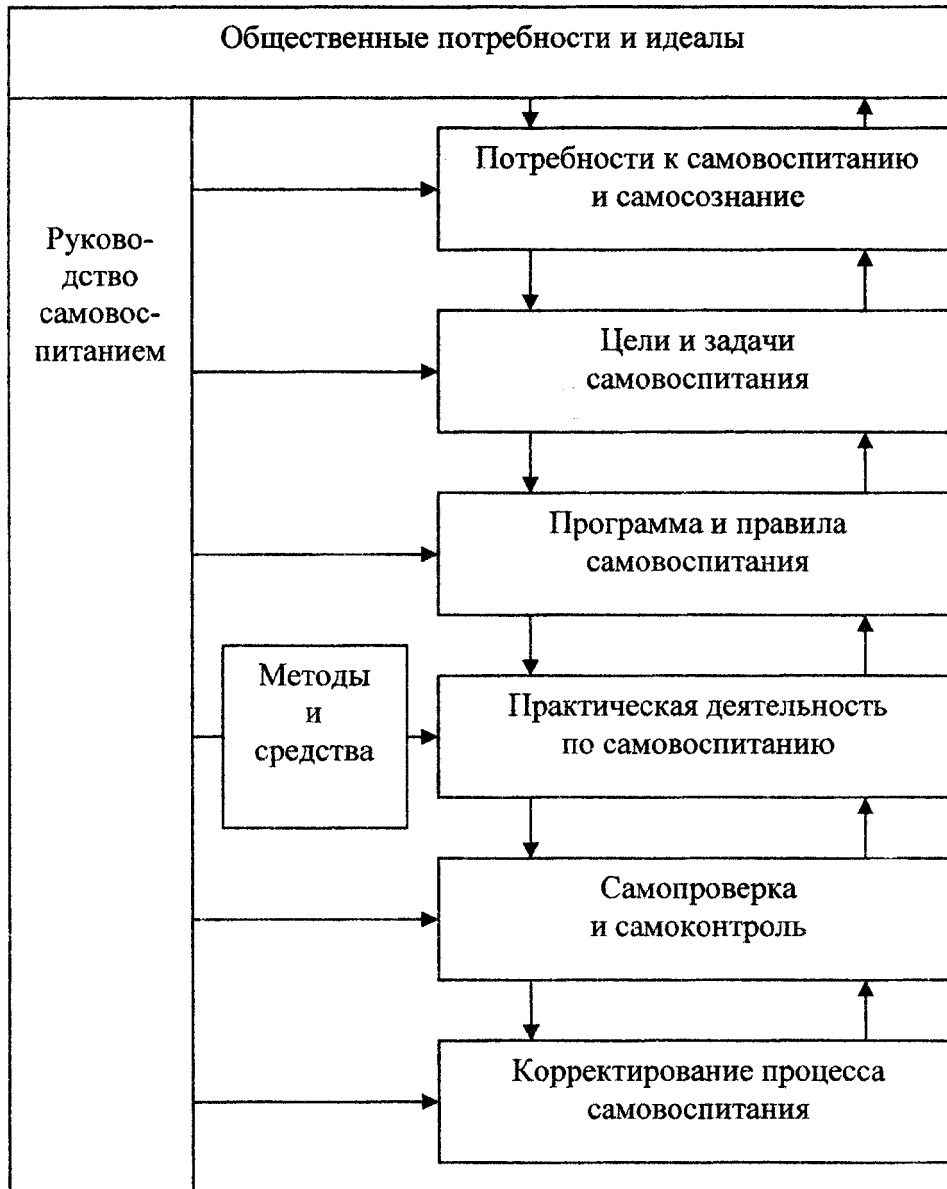 Общественные потребности и идеалы
Потребности к самовоспитанию
и самосознание
Руково-
дство
самовос-
питанием
Цели и задачи
самовоспитания
Программа и правила
самовоспитания
Методы
и
средства
Практическая деятельность
по самовоспитанию
Самопроверка
и самоконтроль
Корректирование процесса
самовоспитания